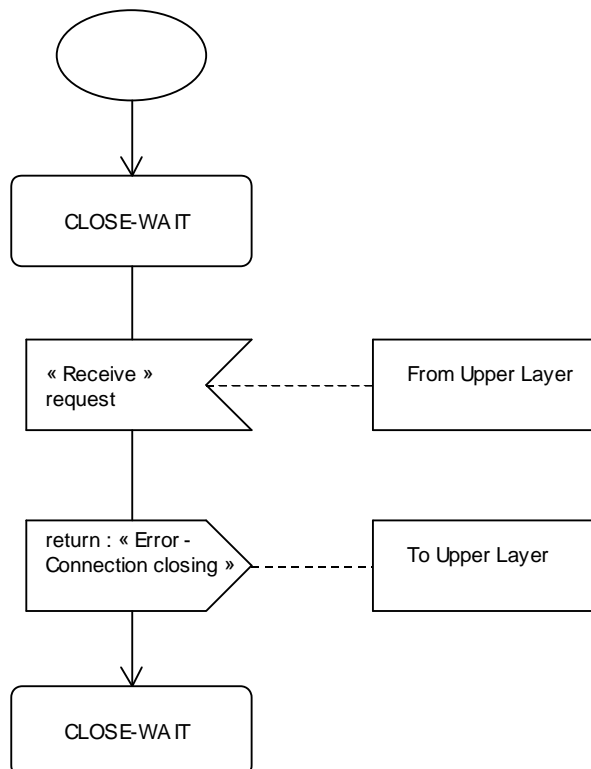 CLOSE-WAIT
« Receive »
request
From Upper Layer
return : « Error -
Connection closing »
To Upper Layer
CLOSE-WAIT